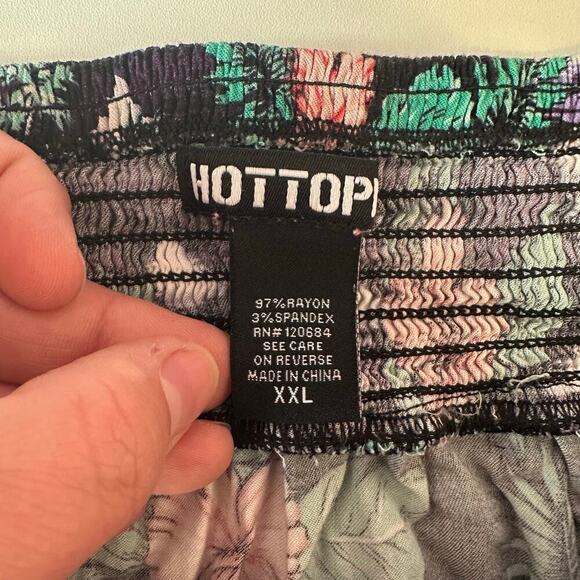 HOTTOPI
97% RAYON
3% SPANDEX
RN# 120684
SEE CARE
ON REVERSE
MADE IN CHINA
XXL